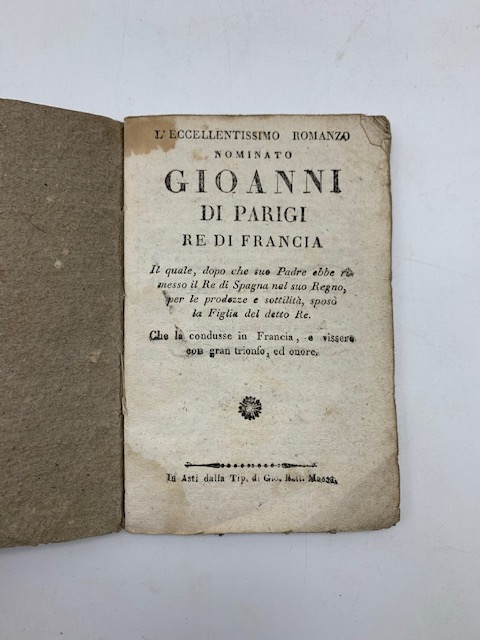 L'ECCELLENTISSIMO ROMANZO
NOMINATO
GIOANNI
DI PARIGI
RE DI FRANCIA
Il quale, dopo che suo Padre ebbe ri-
messo il Re di Spagna nel suo Regno,
per le prodezze e sottilità, sposò
la Figlia del detto Re.
Che la condusse in Francia, e vissero
con gran trionfo, ed onore.
In Asti dalla Tip. di Gio. Batt. Massa.